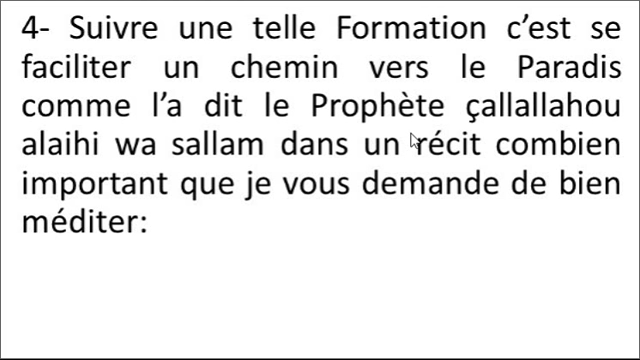 4- Suivre une telle Formation c’est se
faciliter un chemin vers le Paradis
comme l’a dit le Prophète çallallahou
alaihi wa sallam dans un récit combien
important que je vous demande de bien
méditer: